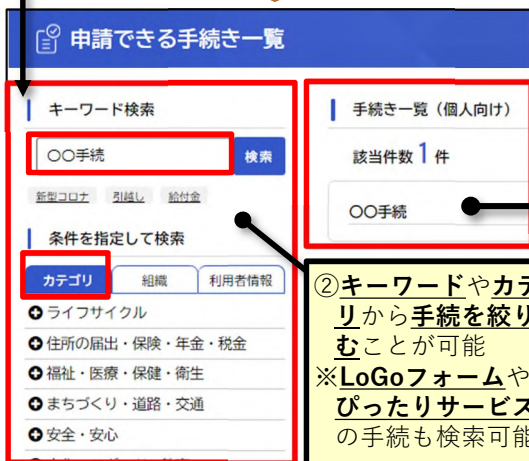 申請できる手続き一覧
キーワード検索
〇〇手続
検索
新型コロナ 引越し 給付金
条件を指定して検索
カテゴリ 組織 利用者情報
ライフサイクル
住所の届出・保険・年金・税金
福祉・医療・保健・衛生
まちづくり・道路・交通
安全・安心
手続き一覧（個人向け）
該当件数 1 件
〇〇手続
②キーワードやカテ
リから手続を絞り
むことが可能
※LoGoフォームや
ぴったりサービス
の手続も検索可能